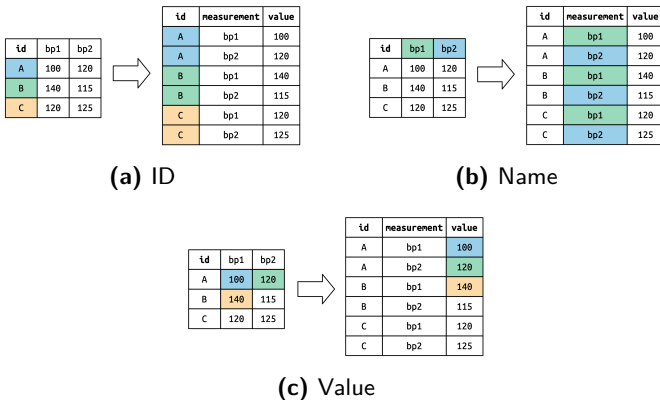 id bp1 bp2
A 100 120
B 140 115
C 120 125
id measurement value
A bp1 100
A bp2 120
B bp1 140
B bp2 115
C bp1 120
C bp2 125
(a) ID
id bp1 bp2
A 100 120
B 140 115
C 120 125
id measurement value
A bp1 100
A bp2 120
B bp1 140
B bp2 115
C bp1 120
C bp2 125
(b) Name
id bp1 bp2
A 100 120
B 140 115
C 120 125
id measurement value
A bp1 100
A bp2 120
B bp1 140
B bp2 115
C bp1 120
C bp2 125
(c) Value